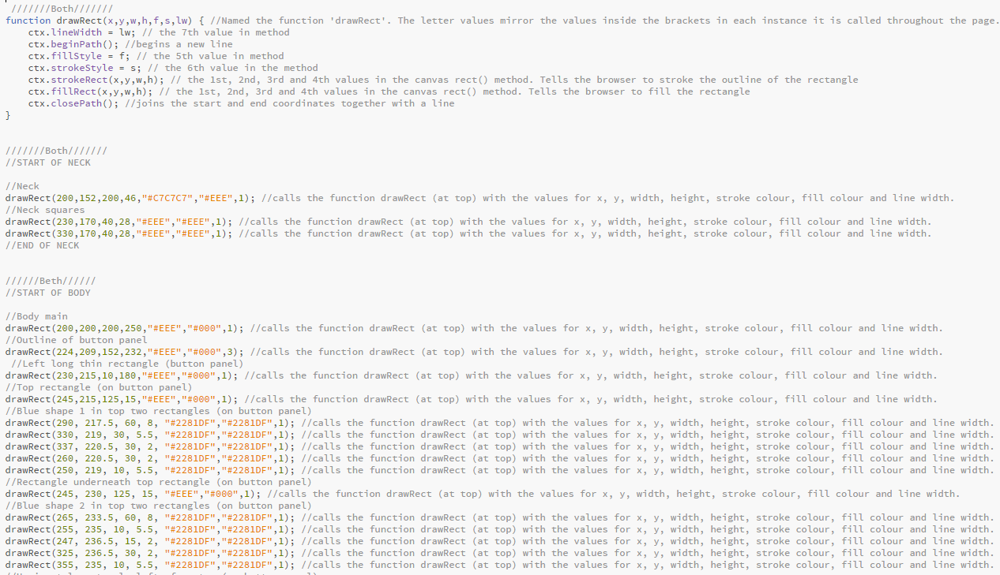 ///////Both///////
function drawRect(x,y,w,h,f,s,lw) { //Named the function 'drawRect'. The letter values mirror the values inside the brackets in each instance it is called throughout the page.
    ctx.lineWidth = lw; // the 7th value in method
    ctx.beginPath(); //begins a new line
    ctx.fillStyle = f; // the 5th value in method
    ctx.strokeStyle = s; // the 6th value in the method
    ctx.strokeRect(x,y,w,h); // the 1st, 2nd, 3rd and 4th values in the canvas rect() method. Tells the browser to stroke the outline of the rectangle
    ctx.fillRect(x,y,w,h); // the 1st, 2nd, 3rd and 4th values in the canvas rect() method. Tells the browser to fill the rectangle
    ctx.closePath(); //joins the start and end coordinates together with a line
}
///////Both///////
//START OF NECK
//Neck
drawRect(200,152,200,46,"#C7C7C7","#EEE",1); //calls the function drawRect (at top) with the values for x, y, width, height, stroke colour, fill colour and line width.
//Neck squares
drawRect(230,170,40,28,"#EEE","#EEE",1); //calls the function drawRect (at top) with the values for x, y, width, height, stroke colour, fill colour and line width.
drawRect(330,170,40,28,"#EEE","#EEE",1); //calls the function drawRect (at top) with the values for x, y, width, height, stroke colour, fill colour and line width.
//END OF NECK
//////Beth//////
//START OF BODY
//Body main
drawRect(200,200,200,250,"#EEE","#000",1); //calls the function drawRect (at top) with the values for x, y, width, height, stroke colour, fill colour and line width.
//Outline of button panel
drawRect(224,209,152,232,"#EEE","#000",3); //calls the function drawRect (at top) with the values for x, y, width, height, stroke colour, fill colour and line width.
 //Left long thin rectangle (button panel)
drawRect(230,215,10,180,"#EEE","#000",1); //calls the function drawRect (at top) with the values for x, y, width, height, stroke colour, fill colour and line width.
//Top rectangle (on button panel)
drawRect(245,215,125,15,"#EEE","#000",1); //calls the function drawRect (at top) with the values for x, y, width, height, stroke colour, fill colour and line width.
//Blue shape 1 in top two rectangles (on button panel)
drawRect(290, 217.5, 60, 8, "#2281DF","#2281DF",1); //calls the function drawRect (at top) with the values for x, y, width, height, stroke colour, fill colour and line width.
drawRect(330, 219, 30, 5.5, "#2281DF","#2281DF",1); //calls the function drawRect (at top) with the values for x, y, width, height, stroke colour, fill colour and line width.
drawRect(337, 220.5, 30, 2, "#2281DF","#2281DF",1); //calls the function drawRect (at top) with the values for x, y, width, height, stroke colour, fill colour and line width.
drawRect(260, 220.5, 30, 2, "#2281DF","#2281DF",1); //calls the function drawRect (at top) with the values for x, y, width, height, stroke colour, fill colour and line width.
drawRect(250, 219, 10, 5.5, "#2281DF","#2281DF",1); //calls the function drawRect (at top) with the values for x, y, width, height, stroke colour, fill colour and line width.
//Rectangle underneath top rectangle (on button panel)
drawRect(245, 230, 125, 15, "#EEE","#000",1); //calls the function drawRect (at top) with the values for x, y, width, height, stroke colour, fill colour and line width.
//Blue shape 2 in top two rectangles (on button panel)
drawRect(265, 233.5, 60, 8, "#2281DF","#2281DF",1); //calls the function drawRect (at top) with the values for x, y, width, height, stroke colour, fill colour and line width.
drawRect(255, 235, 10, 5.5, "#2281DF","#2281DF",1); //calls the function drawRect (at top) with the values for x, y, width, height, stroke colour, fill colour and line width.
drawRect(247, 236.5, 15, 2, "#2281DF","#2281DF",1); //calls the function drawRect (at top) with the values for x, y, width, height, stroke colour, fill colour and line width.
drawRect(325, 236.5, 30, 2, "#2281DF","#2281DF",1); //calls the function drawRect (at top) with the values for x, y, width, height, stroke colour, fill colour and line width.
drawRect(355, 235, 10, 5.5, "#2281DF","#2281DF",1); //calls the function drawRect (at top) with the values for x, y, width, height, stroke colour, fill colour and line width.